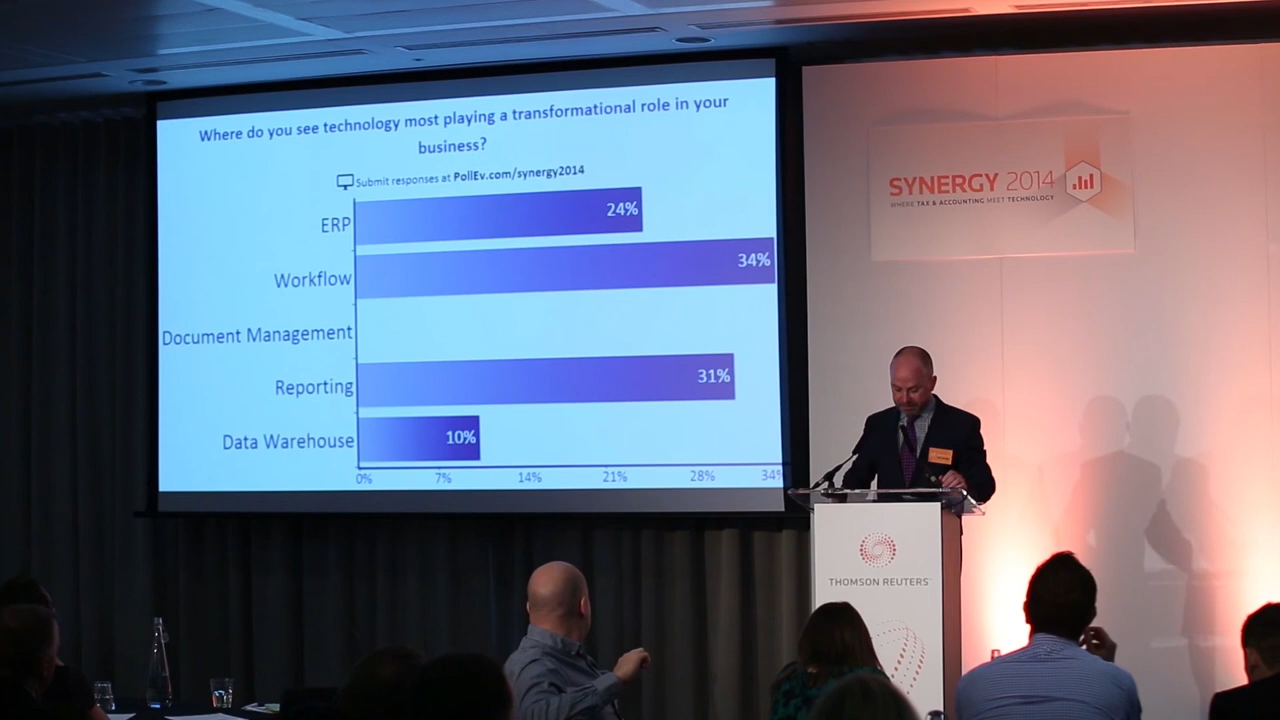 Where do you see technology most playing a transformational role in your
business?
Submit responses at PollEv.com/synergy2014
ERP
24%
Workflow
34%
Document Management
Reporting
31%
Data Warehouse
10%
0% 7% 14% 21% 28% 34%
SYNERGY 2014
WHERE TAX & ACCOUNTING MEET TECHNOLOGY
THOMSON REUTERS